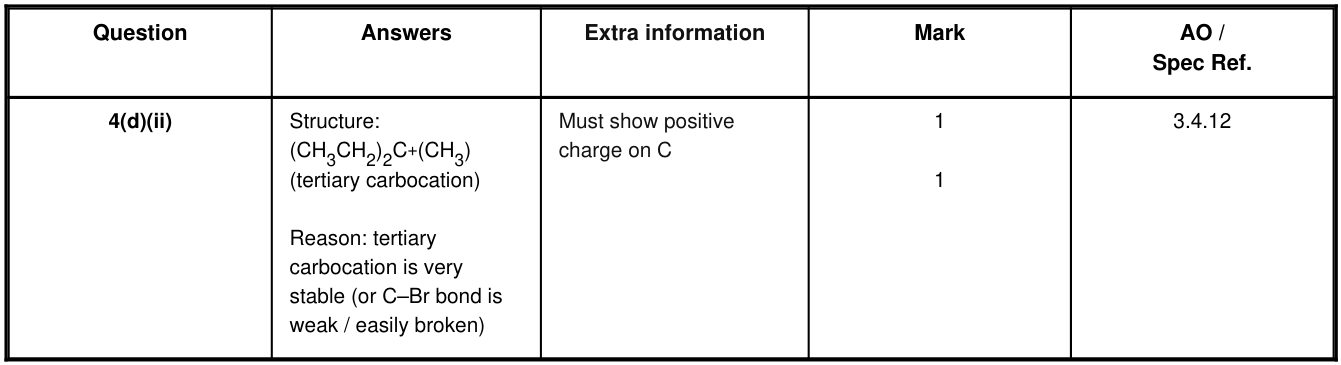 Question Answers Extra information Mark AO /
Spec Ref.
4(d)(ii) Structure: Must show positive 1 3.4.12
(CH₃CH₂)₂C+(CH₃) charge on C
(tertiary carbocation) 1
Reason: tertiary
carbocation is very
stable (or C–Br bond is
weak / easily broken)